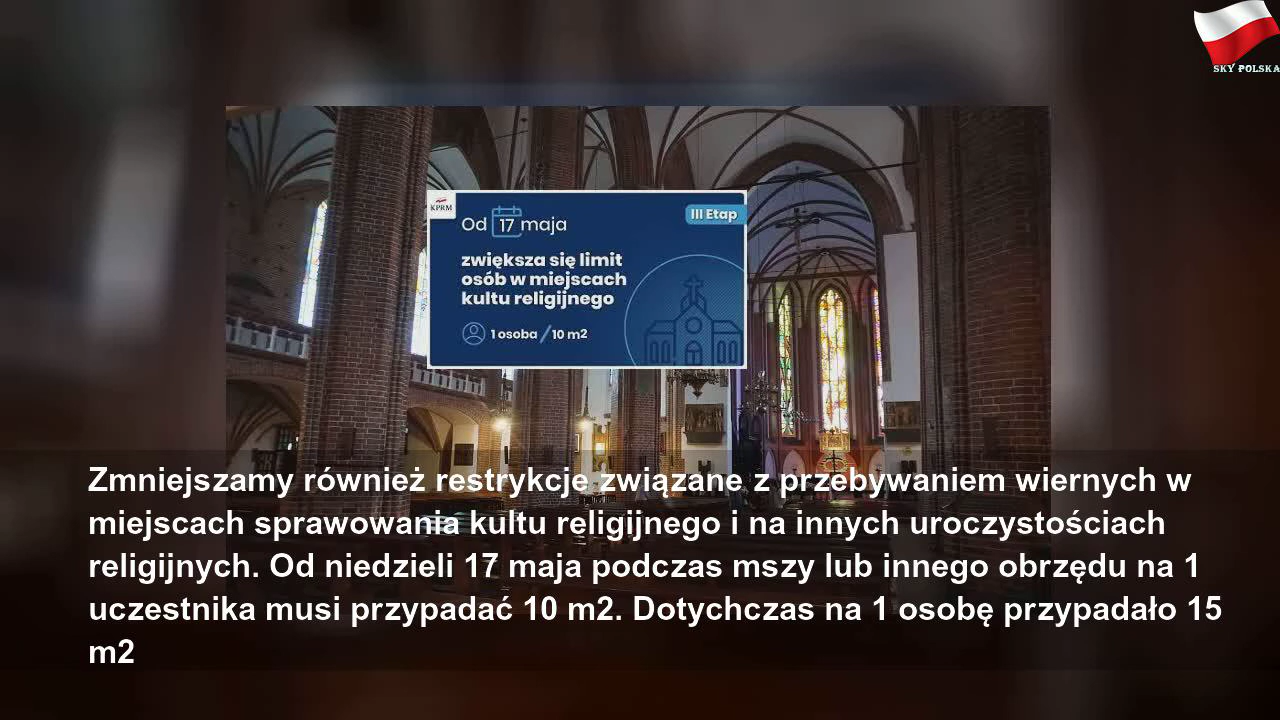 SKY POLSKA
KPRM
III Etap
Od 17 maja
zwiększa się limit
osób w miejscach
kultu religijnego
1 osoba / 10 m2
Zmniejszamy również restrykcje związane z przebywaniem wiernych w
miejscach sprawowania kultu religijnego i na innych uroczystościach
religijnych. Od niedzieli 17 maja podczas mszy lub innego obrzędu na 1
uczestnika musi przypadać 10 m2. Dotychczas na 1 osobę przypadało 15
m2